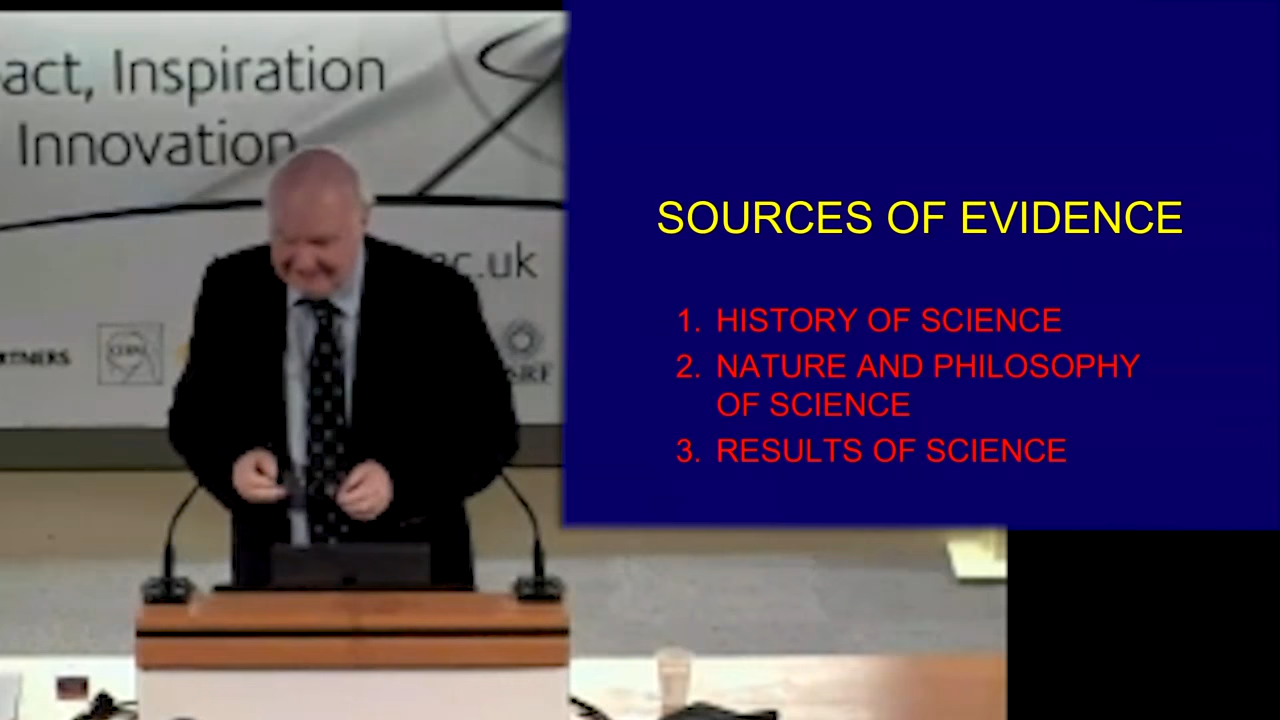 act, Inspiration
Innovation
c.uk
CERN
SOURCES OF EVIDENCE
1. HISTORY OF SCIENCE
2. NATURE AND PHILOSOPHY
OF SCIENCE
3. RESULTS OF SCIENCE